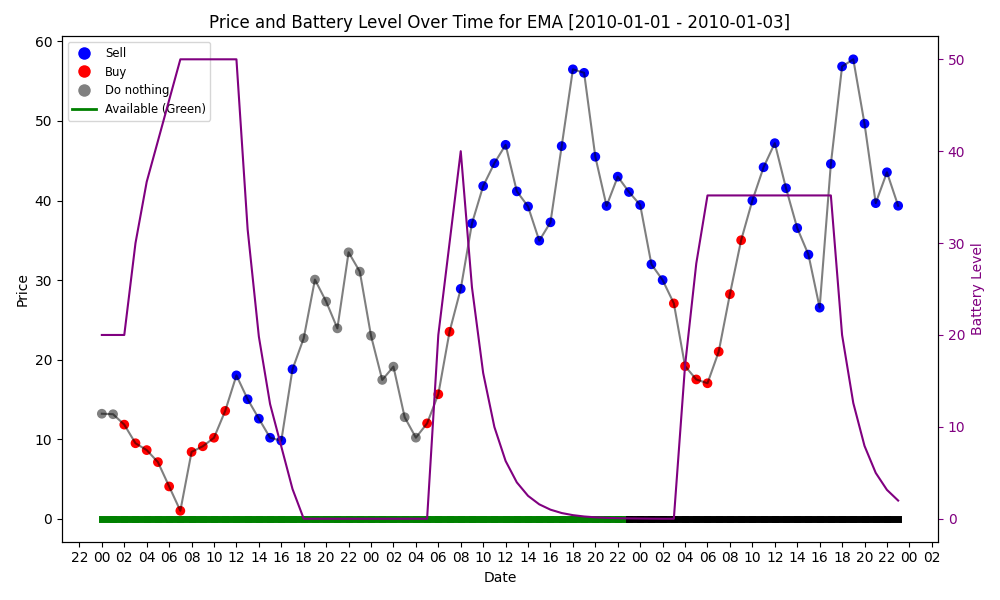 Price and Battery Level Over Time for EMA [2010-01-01 - 2010-01-03]
Sell
Buy
Do nothing
Available (Green)
60
50
40
30
20
10
0
Price
50
40
30
20
10
0
Battery Level
22 00 02 04 06 08 10 12 14 16 18 20 22 00 02 04 06 08 10 12 14 16 18 20 22 00 02 04 06 08 10 12 14 16 18 20 22 00 02
Date